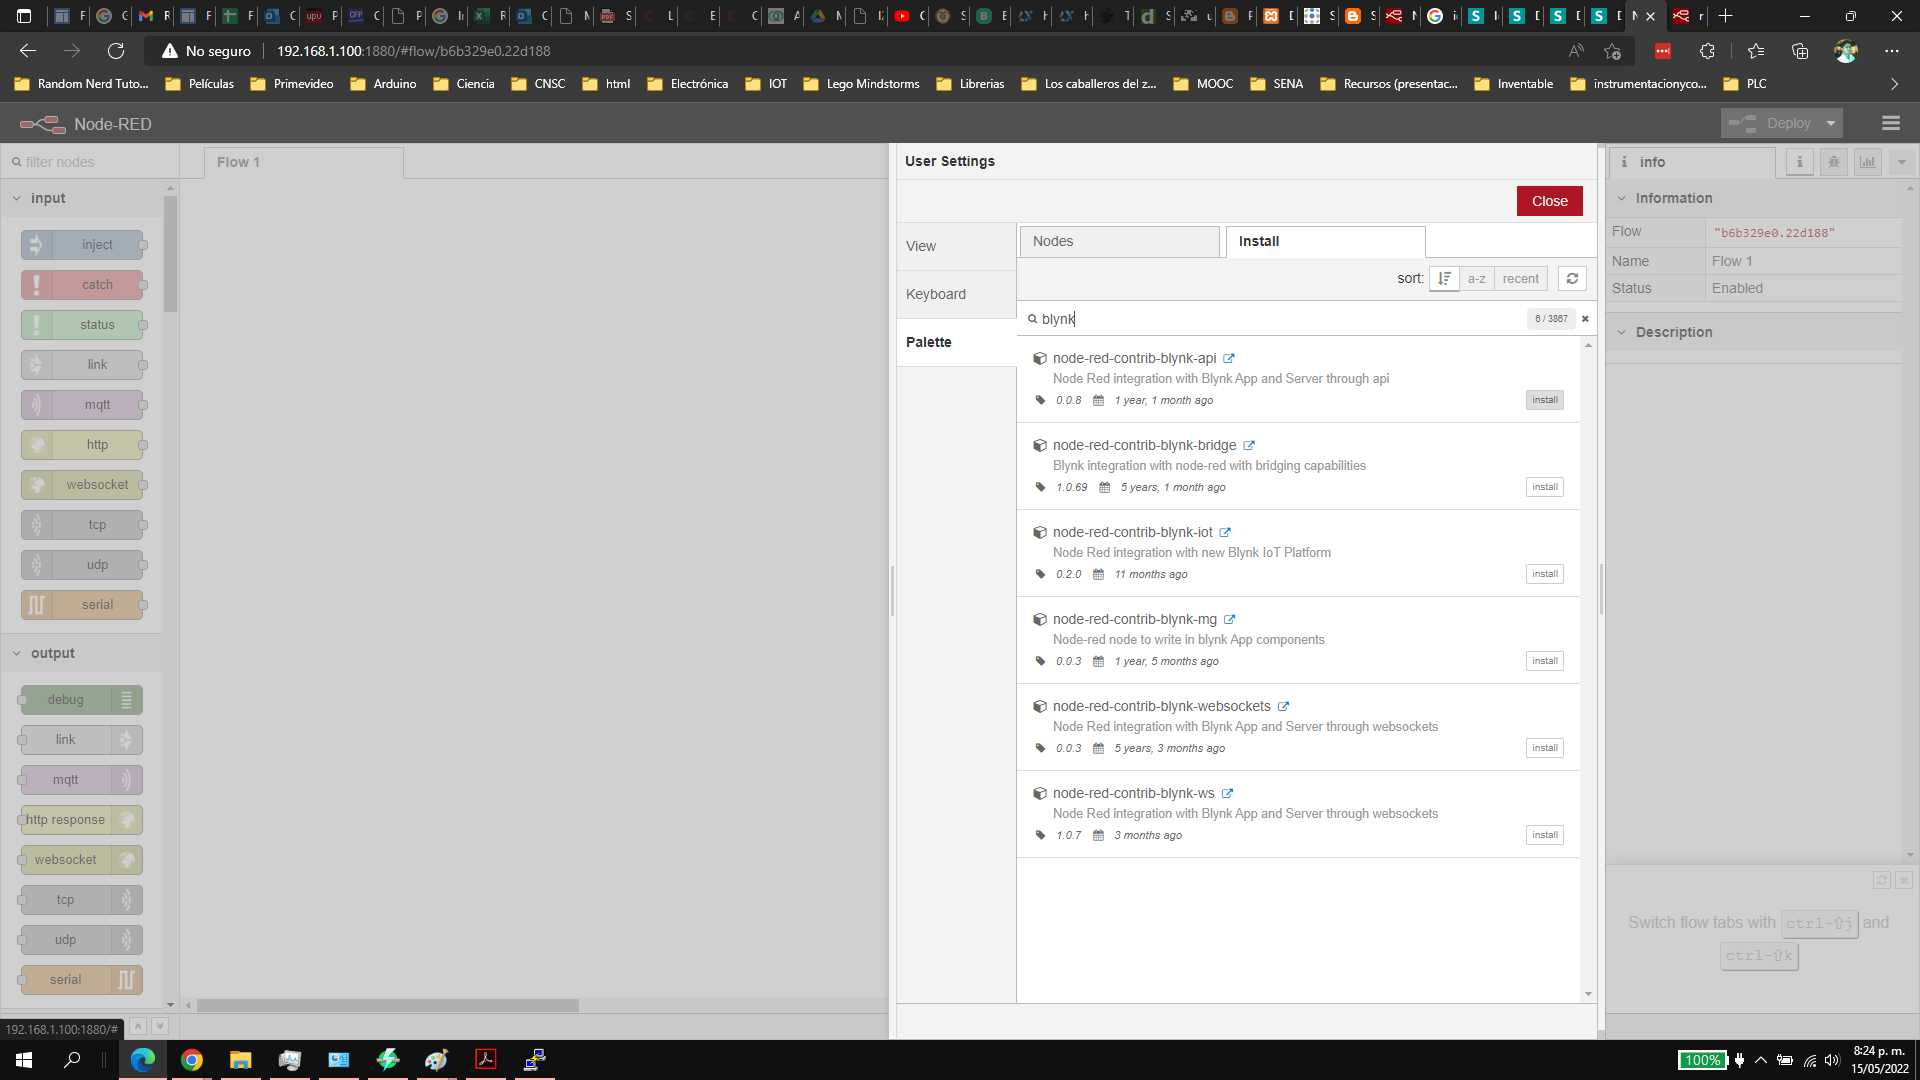 No seguro
192.168.1.100:1880/#flow/b6b329e0.22d188
Random Nerd Tuto...
Películas
Primevideo
Arduino
Ciencia
CNSC
html
Electrónica
IOT
Lego Mindstorms
Librerias
Los caballeros del z...
MOOC
SENA
Recursos (presentac...
Inventable
instrumentacionyco...
PLC
Node-RED
Deploy
filter nodes
input
inject
catch
status
link
mqtt
http
websocket
tcp
udp
serial
output
debug
link
mqtt
http response
websocket
tcp
udp
serial
192.168.1.100:1880/#
Flow 1
User Settings
Close
View
Keyboard
Palette
Nodes
Install
sort:
a-z
recent
blynk
6 / 3867
node-red-contrib-blynk-api
Node Red integration with Blynk App and Server through api
0.0.8 1 year, 1 month ago
install
node-red-contrib-blynk-bridge
Blynk integration with node-red with bridging capabilities
1.0.69 5 years, 1 month ago
install
node-red-contrib-blynk-iot
Node Red integration with new Blynk IoT Platform
0.2.0 11 months ago
install
node-red-contrib-blynk-mg
Node-red node to write in blynk App components
0.0.3 1 year, 5 months ago
install
node-red-contrib-blynk-websockets
Node Red integration with Blynk App and Server through websockets
0.0.3 5 years, 3 months ago
install
node-red-contrib-blynk-ws
Node Red integration with Blynk App and Server through websockets
1.0.7 3 months ago
install
info
Information
Flow "b6b329e0.22d188"
Name Flow 1
Status Enabled
Description
Switch flow tabs with ctrl-⇧j and
ctrl-⇧k
100%
8:24 p. m.
15/05/2022